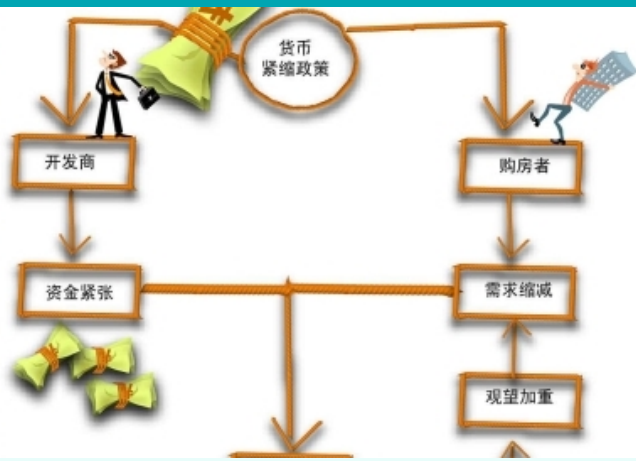 货币
紧缩政策
开发商
购房者
资金紧张
需求缩减
观望加重